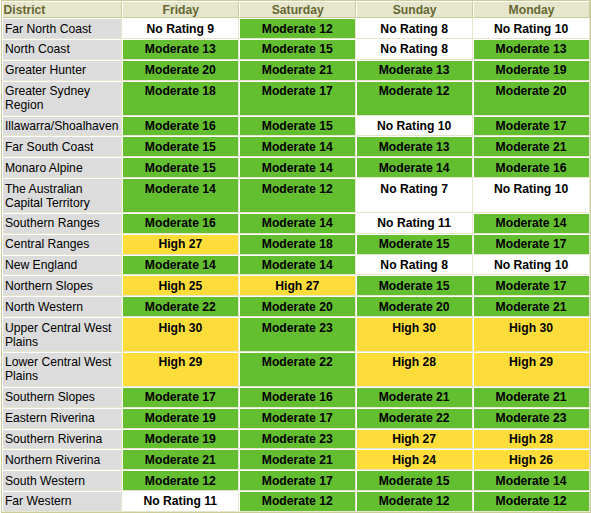 District Friday Saturday Sunday Monday
Far North Coast No Rating 9 Moderate 12 No Rating 8 No Rating 10
North Coast Moderate 13 Moderate 15 No Rating 8 Moderate 13
Greater Hunter Moderate 20 Moderate 21 Moderate 13 Moderate 19
Greater Sydney Moderate 18 Moderate 17 Moderate 12 Moderate 20
Region
Illawarra/Shoalhaven Moderate 16 Moderate 15 No Rating 10 Moderate 17
Far South Coast Moderate 15 Moderate 14 Moderate 13 Moderate 21
Monaro Alpine Moderate 15 Moderate 14 Moderate 14 Moderate 16
The Australian Moderate 14 Moderate 12 No Rating 7 No Rating 10
Capital Territory
Southern Ranges Moderate 16 Moderate 14 No Rating 11 Moderate 14
Central Ranges High 27 Moderate 18 Moderate 15 Moderate 17
New England Moderate 14 Moderate 14 No Rating 8 No Rating 10
Northern Slopes High 25 High 27 Moderate 15 Moderate 17
North Western Moderate 22 Moderate 20 Moderate 20 Moderate 21
Upper Central West High 30 Moderate 23 High 30 High 30
Plains
Lower Central West High 29 Moderate 22 High 28 High 29
Plains
Southern Slopes Moderate 17 Moderate 16 Moderate 21 Moderate 21
Eastern Riverina Moderate 19 Moderate 17 Moderate 22 Moderate 23
Southern Riverina Moderate 19 Moderate 23 High 27 High 28
Northern Riverina Moderate 21 Moderate 21 High 24 High 26
South Western Moderate 12 Moderate 17 Moderate 15 Moderate 14
Far Western No Rating 11 Moderate 12 Moderate 12 Moderate 12